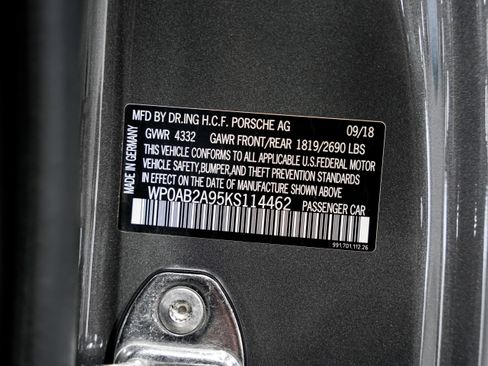 MFD BY DR.ING H.C.F. PORSCHE AG 09/18
GVWR 4332 GAWR FRONT/REAR 1819/2690 LBS
THIS VEHICLE CONFORMS TO ALL APPLICABLE U.S.FEDERAL MOTOR
VEHICLE SAFETY,BUMPER,AND THEFT PREVENTION STANDARDS
IN EFFECT ON THE DATE OF MANUFACTURE SHOWN ABOVE.
WP0AB2A95KS114462 PASSENGER CAR
991.701.112.26
MADE IN GERMANY